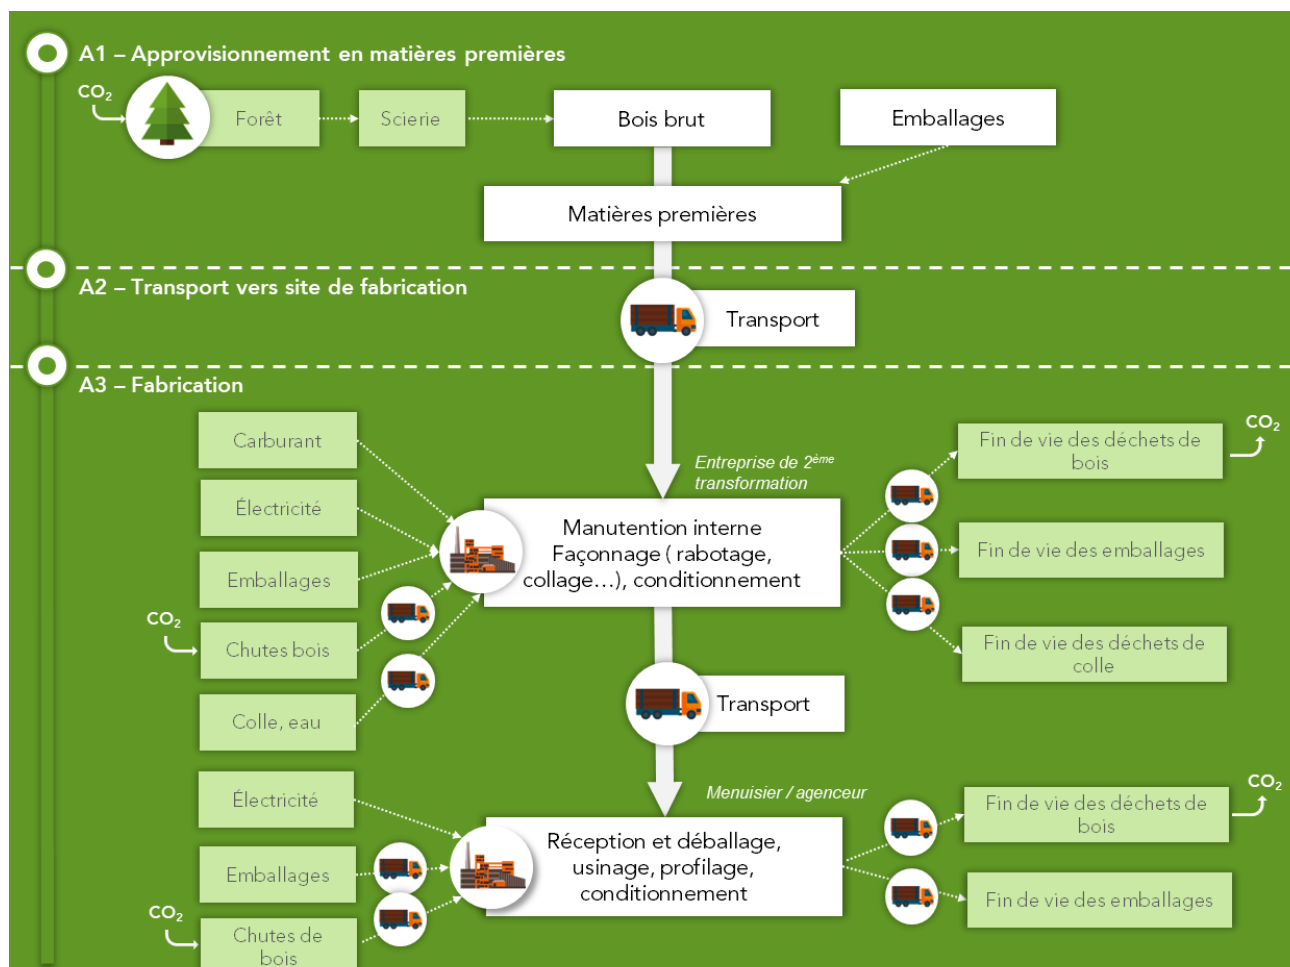 A1 – Approvisionnement en matières premières
CO₂
Forêt
Scierie
Bois brut
Emballages
Matières premières
A2 – Transport vers site de fabrication
Transport
A3 – Fabrication
Carburant
Électricité
Emballages
CO₂
Chutes bois
Colle, eau
Entreprise de 2ème
transformation
Manutention interne
Façonnage ( rabotage,
collage…), conditionnement
Fin de vie des déchets de
bois
CO₂
Fin de vie des emballages
Fin de vie des déchets de
colle
Transport
Électricité
Emballages
CO₂
Chutes de
bois
Menuisier / agenceur
Réception et déballage,
usinage, profilage,
conditionnement
Fin de vie des déchets de
bois
CO₂
Fin de vie des emballages